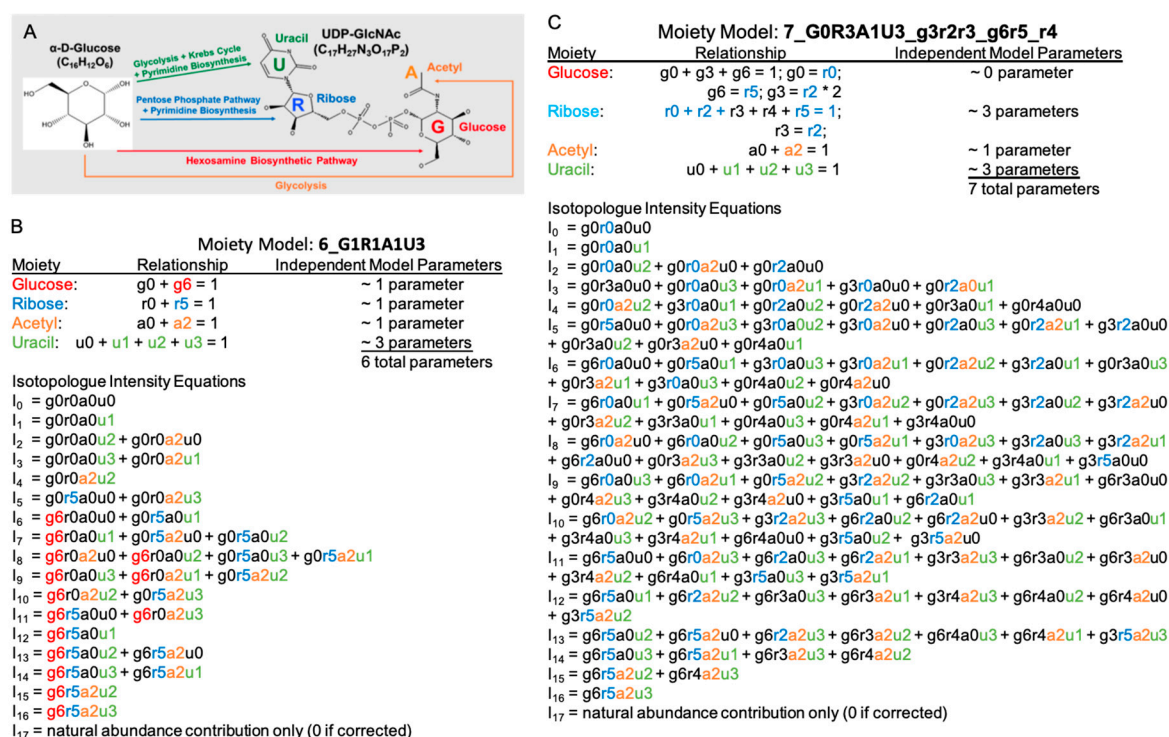 A
α-D-Glucose
(C16H12O6)
Glycolysis + Krebs Cycle
+ Pyrimidine Biosynthesis
Pentose Phosphate Pathway
+ Pyrimidine Biosynthesis
Hexosamine Biosynthetic Pathway
Glycolysis
Uracil
U
UDP-GlcNAc
(C17H27N3O17P2)
Ribose
R
A
Acetyl
G
Glucose
B
Moiety Model: 6_G1R1A1U3
Moiety Relationship Independent Model Parameters
Glucose: g0 + g6 = 1 ~ 1 parameter
Ribose: r0 + r5 = 1 ~ 1 parameter
Acetyl: a0 + a2 = 1 ~ 1 parameter
Uracil: u0 + u1 + u2 + u3 = 1 ~ 3 parameters
6 total parameters
Isotopologue Intensity Equations
I0 = g0r0a0u0
I1 = g0r0a0u1
I2 = g0r0a0u2 + g0r0a2u0
I3 = g0r0a0u3 + g0r0a2u1
I4 = g0r0a2u2
I5 = g0r5a0u0 + g0r0a2u3
I6 = g6r0a0u0 + g0r5a0u1
I7 = g6r0a0u1 + g0r5a2u0 + g0r5a0u2
I8 = g6r0a2u0 + g6r0a0u2 + g0r5a0u3 + g0r5a2u1
I9 = g6r0a0u3 + g6r0a2u1 + g0r5a2u2
I10 = g6r0a2u2 + g0r5a2u3
I11 = g6r5a0u0 + g6r0a2u3
I12 = g6r5a0u1
I13 = g6r5a0u2 + g6r5a2u0
I14 = g6r5a0u3 + g6r5a2u1
I15 = g6r5a2u2
I16 = g6r5a2u3
I17 = natural abundance contribution only (0 if corrected)
C
Moiety Model: 7_G0R3A1U3_g3r2r3_g6r5_r4
Moiety Relationship Independent Model Parameters
Glucose: g0 + g3 + g6 = 1; g0 = r0; ~ 0 parameter
g6 = r5; g3 = r2 * 2
Ribose: r0 + r2 + r3 + r4 + r5 = 1; ~ 3 parameters
r3 = r2;
Acetyl: a0 + a2 = 1 ~ 1 parameter
Uracil: u0 + u1 + u2 + u3 = 1 ~ 3 parameters
7 total parameters
Isotopologue Intensity Equations
I0 = g0r0a0u0
I1 = g0r0a0u1
I2 = g0r0a0u2 + g0r0a2u0 + g0r2a0u0
I3 = g0r3a0u0 + g0r0a0u3 + g0r0a2u1 + g3r0a0u0 + g0r2a0u1
I4 = g0r0a2u2 + g3r0a0u1 + g0r2a0u2 + g0r2a2u0 + g0r3a0u1 + g0r4a0u0
I5 = g0r5a0u0 + g0r0a2u3 + g3r0a0u2 + g3r0a2u0 + g0r2a0u3 + g0r2a2u1 + g3r2a0u0
+ g0r3a0u2 + g0r3a2u0 + g0r4a0u1
I6 = g6r0a0u0 + g0r5a0u1 + g3r0a0u3 + g3r0a2u1 + g0r2a2u2 + g3r2a0u1 + g0r3a0u3
+ g0r3a2u1 + g3r0a0u3 + g0r4a0u2 + g0r4a2u0
I7 = g6r0a0u1 + g0r5a2u0 + g0r5a0u2 + g3r0a2u2 + g0r2a2u3 + g3r2a0u2 + g3r2a2u0
+ g0r3a2u2 + g3r3a0u1 + g0r4a0u3 + g0r4a2u1 + g3r4a0u0
I8 = g6r0a2u0 + g6r0a0u2 + g0r5a0u3 + g0r5a2u1 + g3r0a2u3 + g3r2a0u3 + g3r2a2u1
+ g6r2a0u0 + g0r3a2u3 + g3r3a0u2 + g3r3a2u0 + g0r4a2u2 + g3r4a0u1 + g3r5a0u0
I9 = g6r0a0u3 + g6r0a2u1 + g0r5a2u2 + g3r2a2u2 + g3r3a0u3 + g3r3a2u1 + g6r3a0u0
+ g0r4a2u3 + g3r4a0u2 + g3r4a2u0 + g3r5a0u1 + g6r2a0u1
I10 = g6r0a2u2 + g0r5a2u3 + g3r2a2u3 + g6r2a0u2 + g6r2a2u0 + g3r3a2u2 + g6r3a0u1
+ g3r4a0u3 + g3r4a2u1 + g6r4a0u0 + g3r5a0u2 + g3r5a2u0
I11 = g6r5a0u0 + g6r0a2u3 + g6r2a0u3 + g6r2a2u1 + g3r3a2u3 + g6r3a0u2 + g6r3a2u0
+ g3r4a2u2 + g6r4a0u1 + g3r5a0u3 + g3r5a2u1
I12 = g6r5a0u1 + g6r2a2u2 + g6r3a0u3 + g6r3a2u1 + g3r4a2u3 + g6r4a0u2 + g6r4a2u0
+ g3r5a2u2
I13 = g6r5a0u2 + g6r5a2u0 + g6r2a2u3 + g6r3a2u2 + g6r4a0u3 + g6r4a2u1 + g3r5a2u3
I14 = g6r5a0u3 + g6r5a2u1 + g6r3a2u3 + g6r4a2u2
I15 = g6r5a2u2 + g6r4a2u3
I16 = g6r5a2u3
I17 = natural abundance contribution only (0 if corrected)